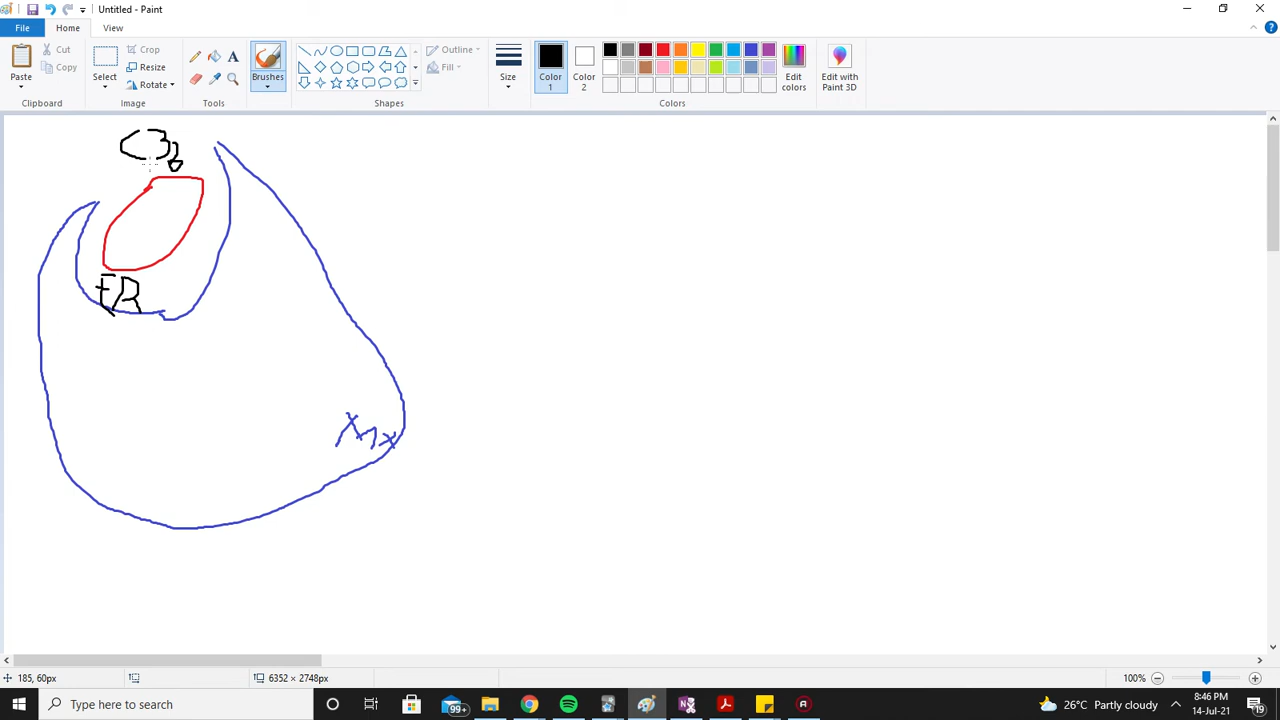 Untitled - Paint
File Home View
Paste
Cut
Copy
Clipboard
Select
Crop
Resize
Rotate
Image
Tools
Brushes
Outline
Fill
Shapes
Size
Color 1
Color 2
Edit colors
Colors
Edit with Paint 3D
185, 60px
6352 × 2748px
100%
Type here to search
99+
26°C Partly cloudy
8:46 PM
14-Jul-21
19